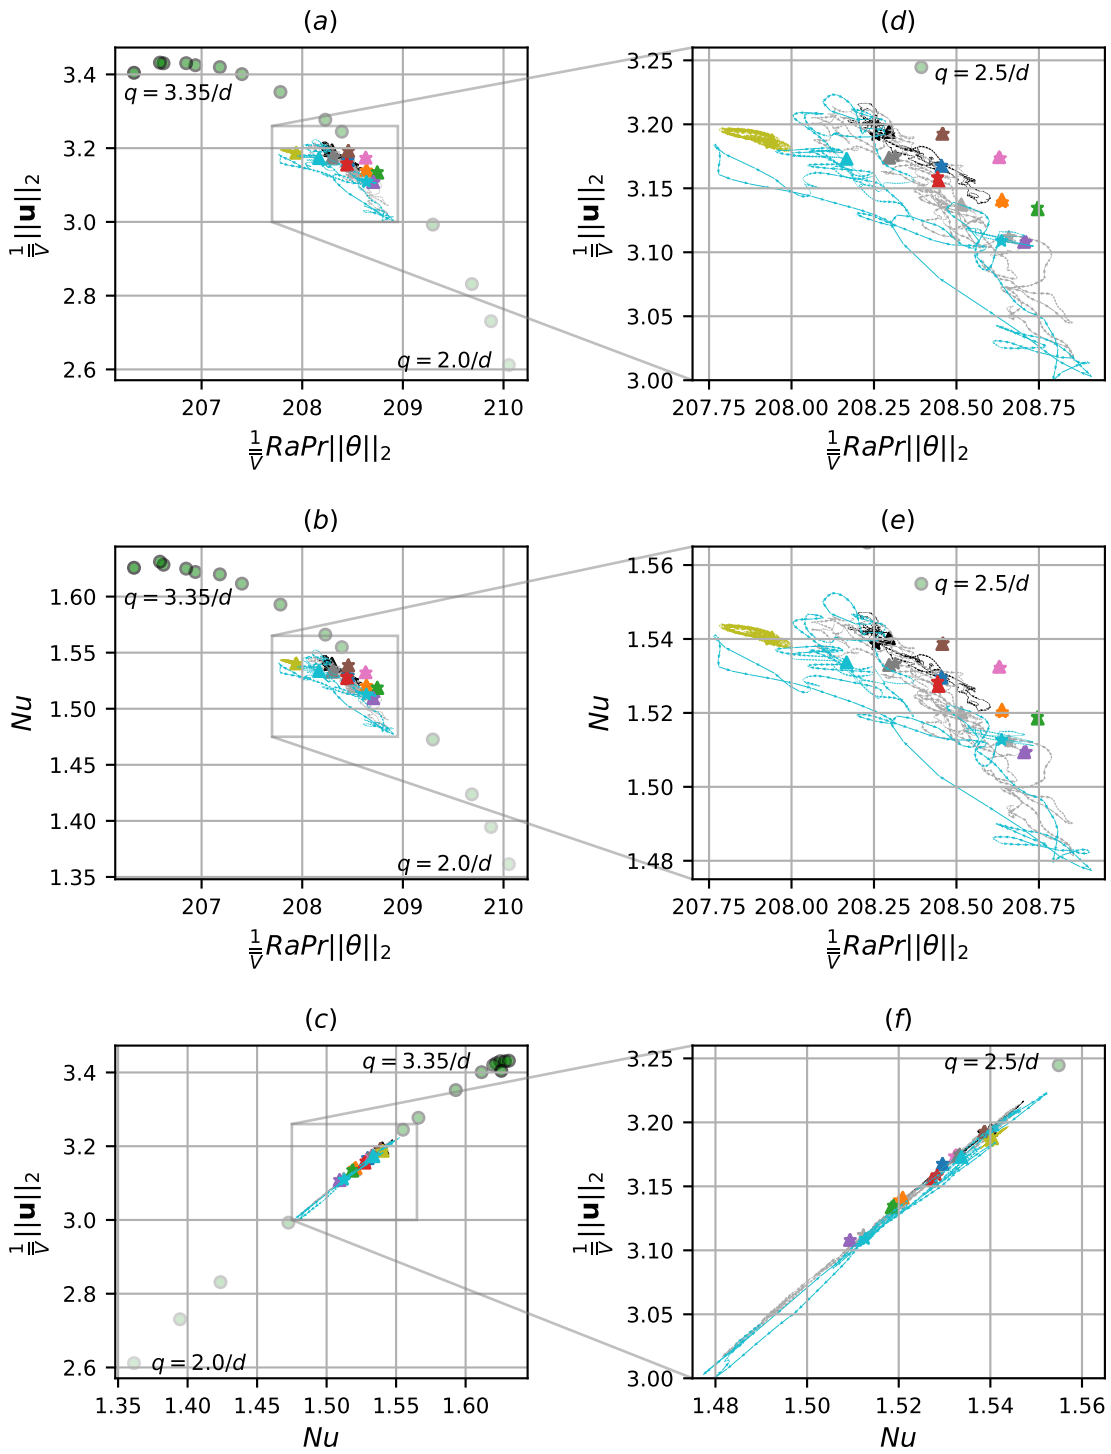 (a)
3.4
3.2
3.0
2.8
2.6
207 208 209 210
q = 3.35/d
q = 2.0/d
1/V ||u||2
1/V RaPr||θ||2
(d)
3.25
3.20
3.15
3.10
3.05
3.00
207.75 208.00 208.25 208.50 208.75
q = 2.5/d
1/V ||u||2
1/V RaPr||θ||2
(b)
1.60
1.55
1.50
1.45
1.40
1.35
207 208 209 210
q = 3.35/d
q = 2.0/d
Nu
1/V RaPr||θ||2
(e)
1.56
1.54
1.52
1.50
1.48
207.75 208.00 208.25 208.50 208.75
q = 2.5/d
Nu
1/V RaPr||θ||2
(c)
3.4
3.2
3.0
2.8
2.6
1.35 1.40 1.45 1.50 1.55 1.60
q = 3.35/d
q = 2.0/d
1/V ||u||2
Nu
(f)
3.25
3.20
3.15
3.10
3.05
3.00
1.48 1.50 1.52 1.54 1.56
q = 2.5/d
1/V ||u||2
Nu